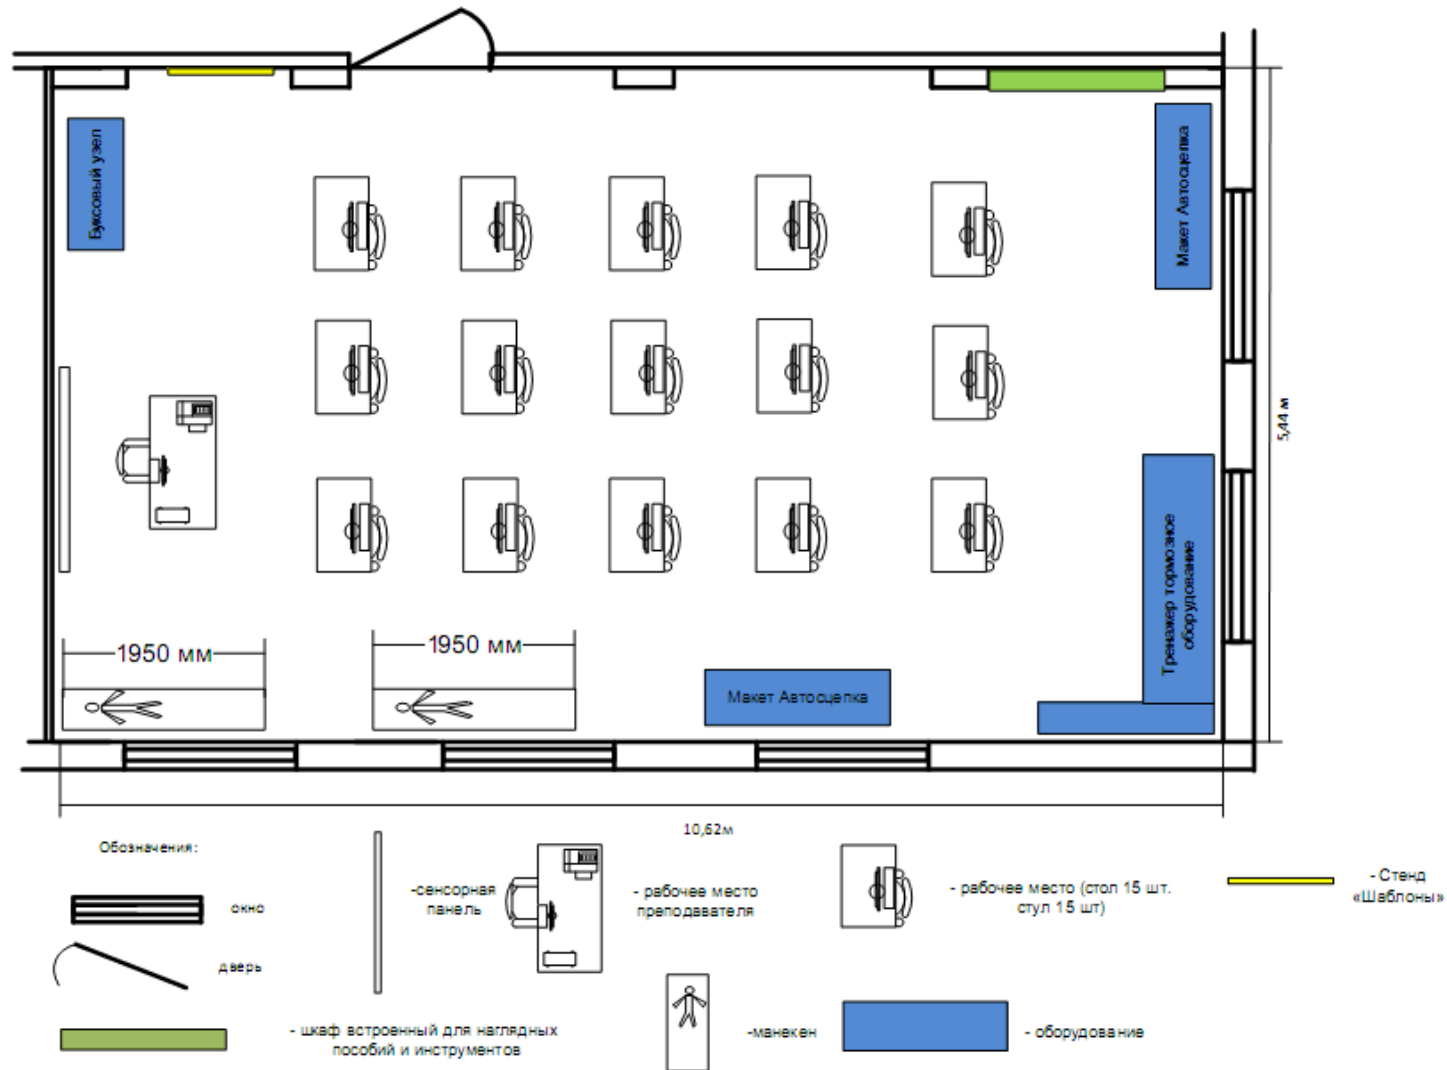 Буксовый узел
Макет Автосцепка
5,44 м
Тренажер тормозное
оборудование
1950 мм
1950 мм
Макет Автосцепка
10,62м
Обозначения:
окно
-сенсорная
панель
- рабочее место
преподавателя
- рабочее место (стол 15 шт.
стул 15 шт)
- Стенд
«Шаблоны»
дверь
- шкаф встроенный для наглядных
пособий и инструментов
-манекен
- оборудование